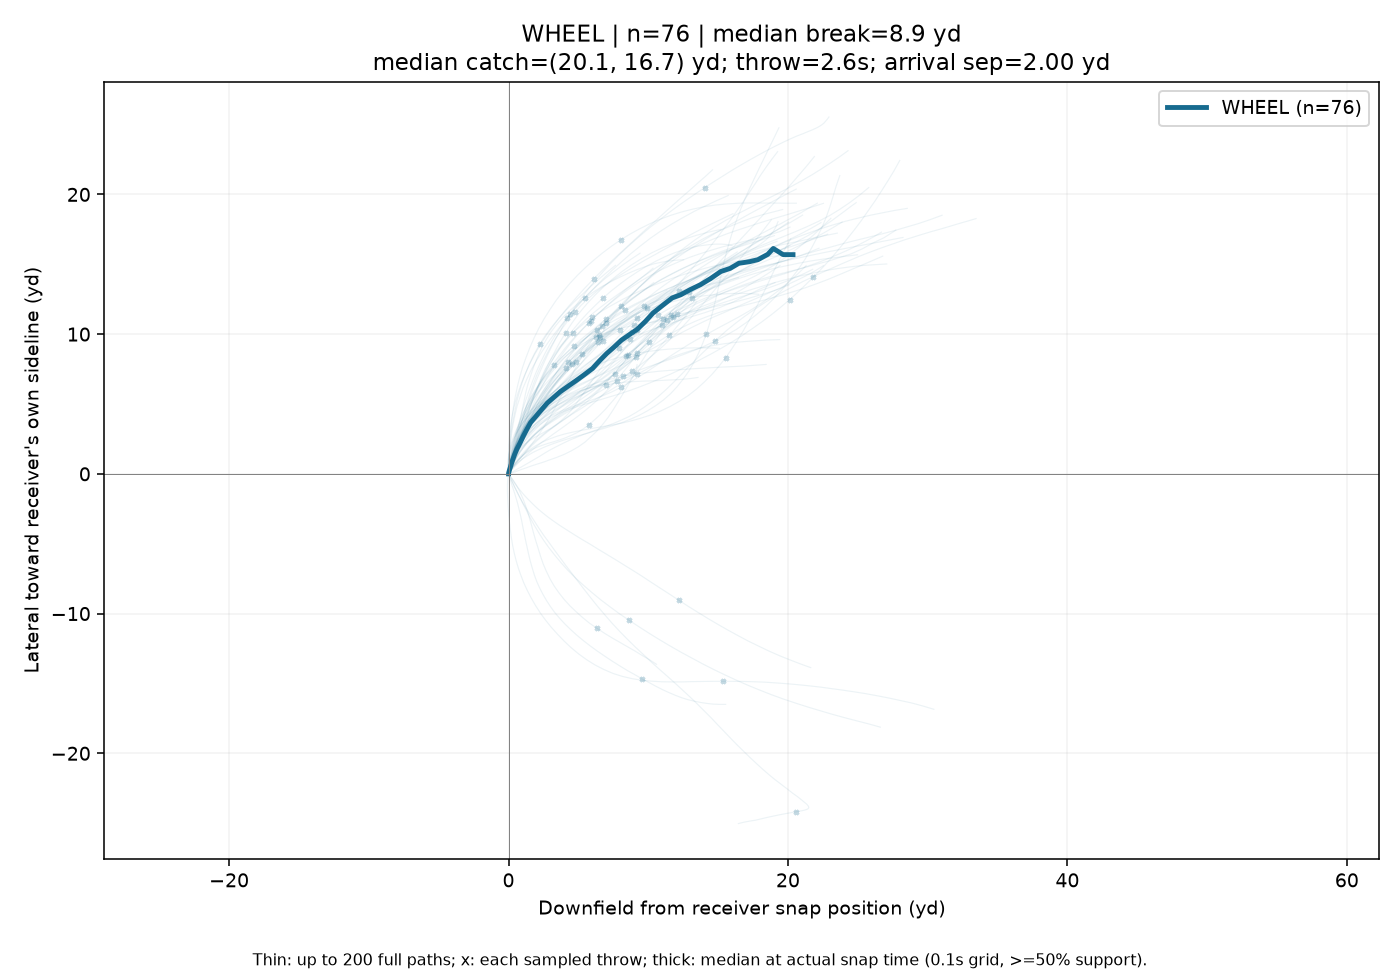 WHEEL | n=76 | median break=8.9 yd
median catch=(20.1, 16.7) yd; throw=2.6s; arrival sep=2.00 yd
WHEEL (n=76)
Lateral toward receiver's own sideline (yd)
20
10
0
−10
−20
−20
0
20
40
60
Downfield from receiver snap position (yd)
Thin: up to 200 full paths; x: each sampled throw; thick: median at actual snap time (0.1s grid, >=50% support).